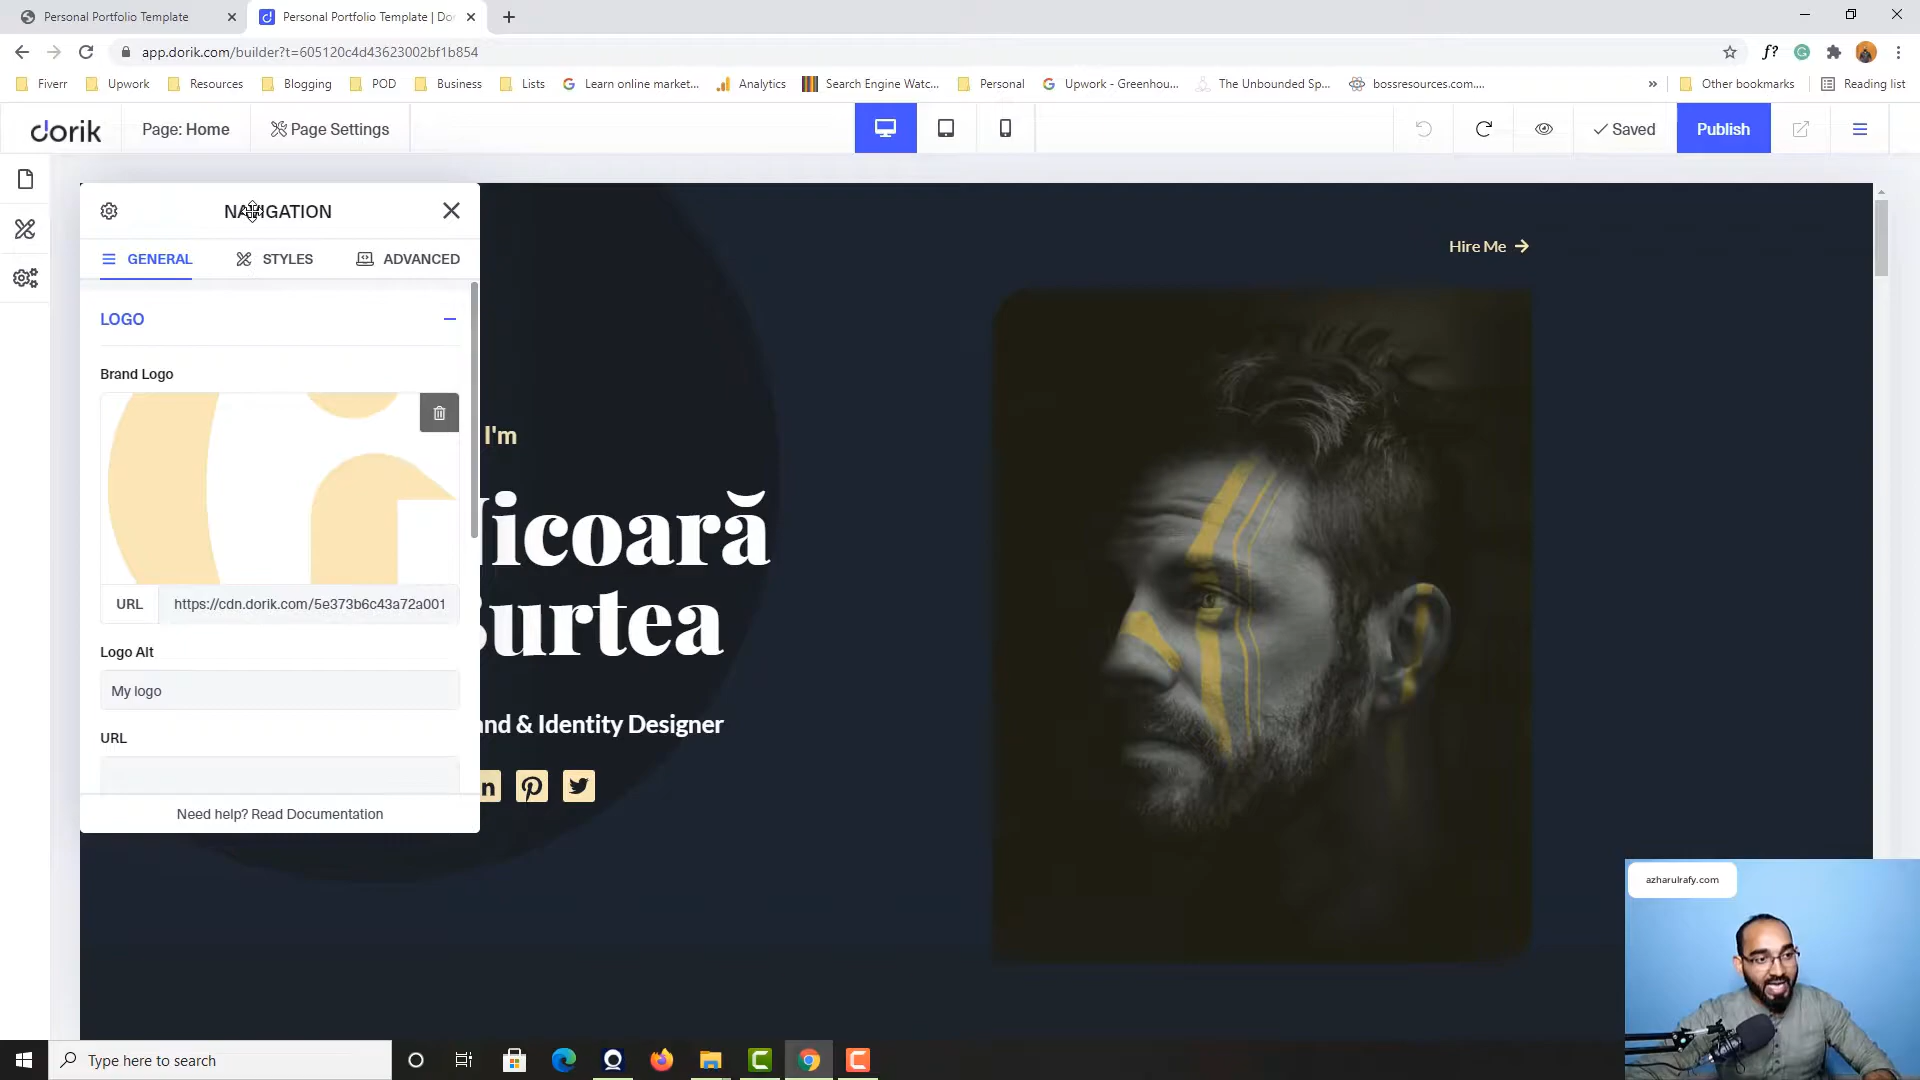 Personal Portfolio Template
Personal Portfolio Template | Dor
app.dorik.com/builder?t=605120c4d43623002bf1b854
f?
Fiverr
Upwork
Resources
Blogging
POD
Business
Lists
Learn online market...
Analytics
Search Engine Watc...
Personal
Upwork - Greenhou...
The Unbounded Sp...
bossresources.com....
»
Other bookmarks
Reading list
dorik
Page: Home
Page Settings
Saved
Publish
NAVIGATION
GENERAL
STYLES
ADVANCED
LOGO
Brand Logo
URL
https://cdn.dorik.com/5e373b6c43a72a001
Logo Alt
My logo
URL
Need help? Read Documentation
Hire Me
I'm
Nicoară
Burtea
and & Identity Designer
azharulrafy.com
Type here to search